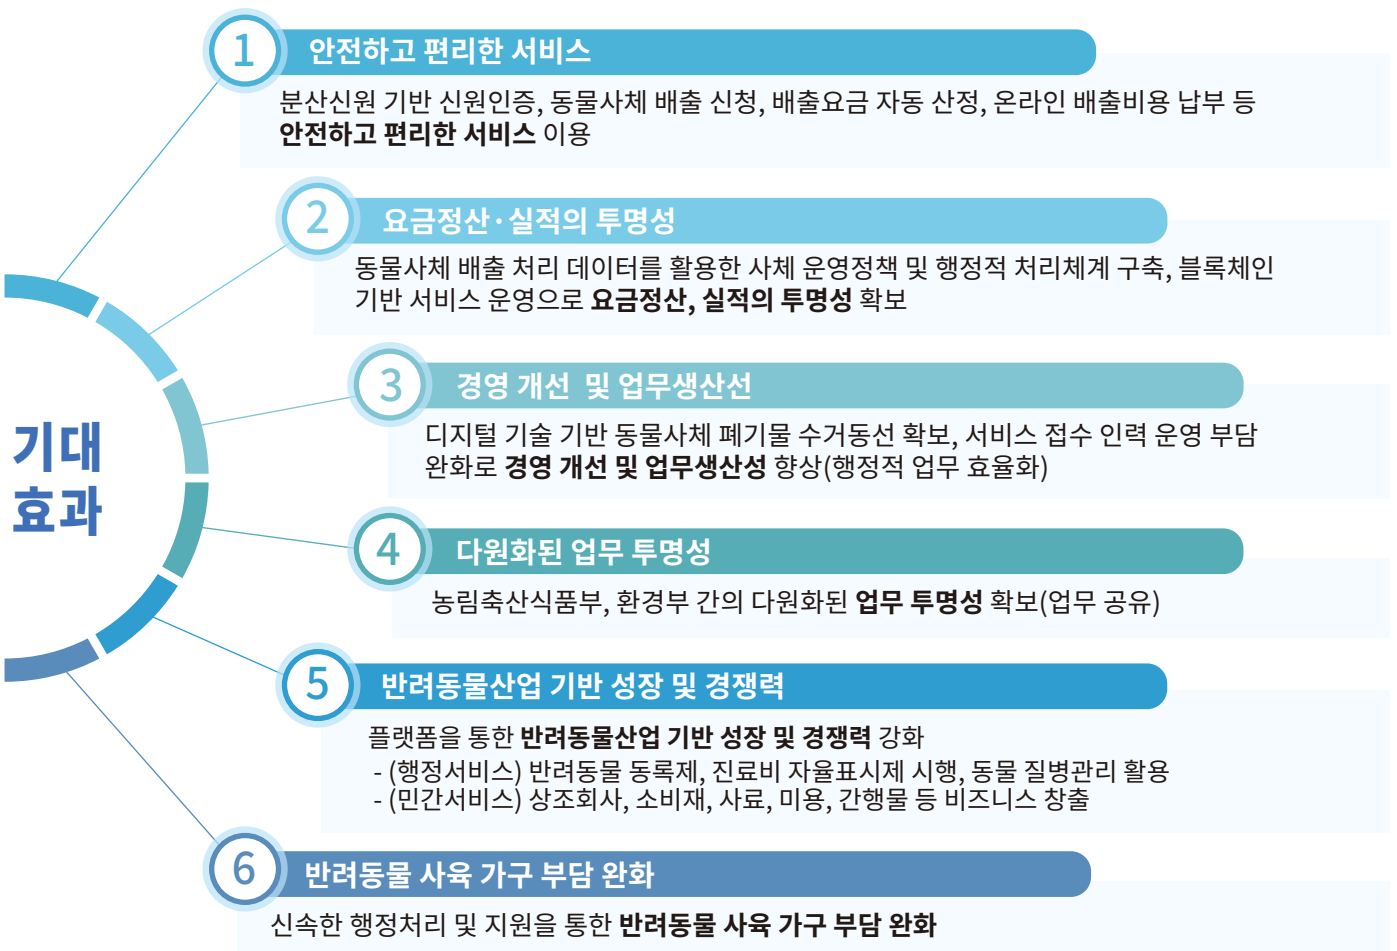 기대
효과
1
안전하고 편리한 서비스
분산신원 기반 신원인증, 동물사체 배출 신청, 배출요금 자동 산정, 온라인 배출비용 납부 등
안전하고 편리한 서비스 이용
2
요금정산·실적의 투명성
동물사체 배출 처리 데이터를 활용한 사체 운영정책 및 행정적 처리체계 구축, 블록체인
기반 서비스 운영으로 요금정산, 실적의 투명성 확보
3
경영 개선 및 업무생산선
디지털 기술 기반 동물사체 폐기물 수거동선 확보, 서비스 접수 인력 운영 부담
완화로 경영 개선 및 업무생산성 향상(행정적 업무 효율화)
4
다원화된 업무 투명성
농림축산식품부, 환경부 간의 다원화된 업무 투명성 확보(업무 공유)
5
반려동물산업 기반 성장 및 경쟁력
플랫폼을 통한 반려동물산업 기반 성장 및 경쟁력 강화
- (행정서비스) 반려동물 동록제, 진료비 자율표시제 시행, 동물 질병관리 활용
- (민간서비스) 상조회사, 소비재, 사료, 미용, 간행물 등 비즈니스 창출
6
반려동물 사육 가구 부담 완화
신속한 행정처리 및 지원을 통한 반려동물 사육 가구 부담 완화